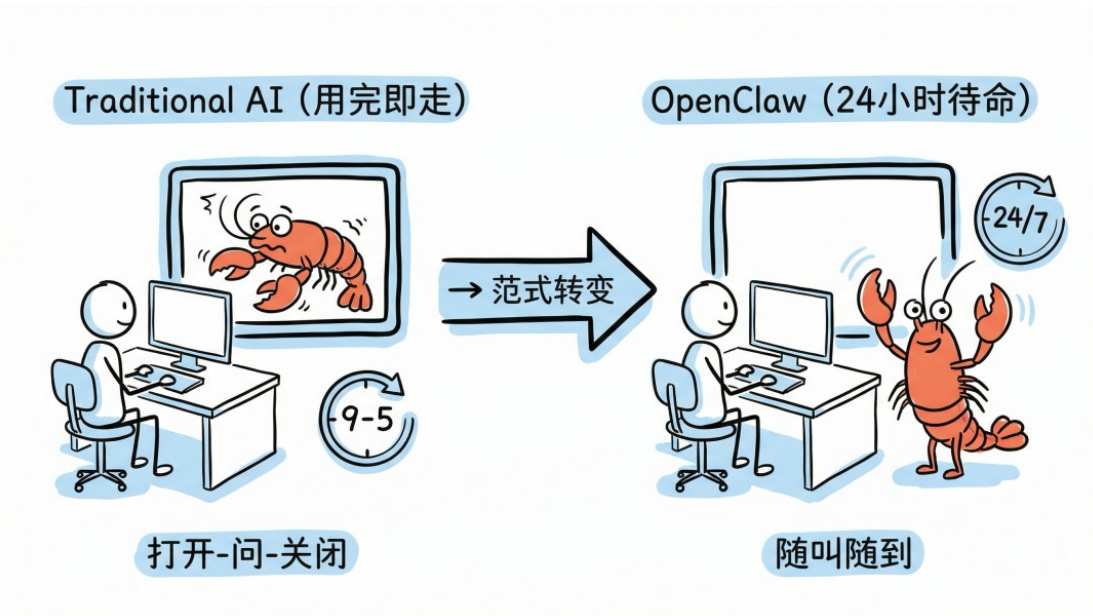 Traditional AI（用完即走）
OpenClaw（24小时待命）
24/7
→ 范式转变
9-5
打开-问-关闭
随叫随到